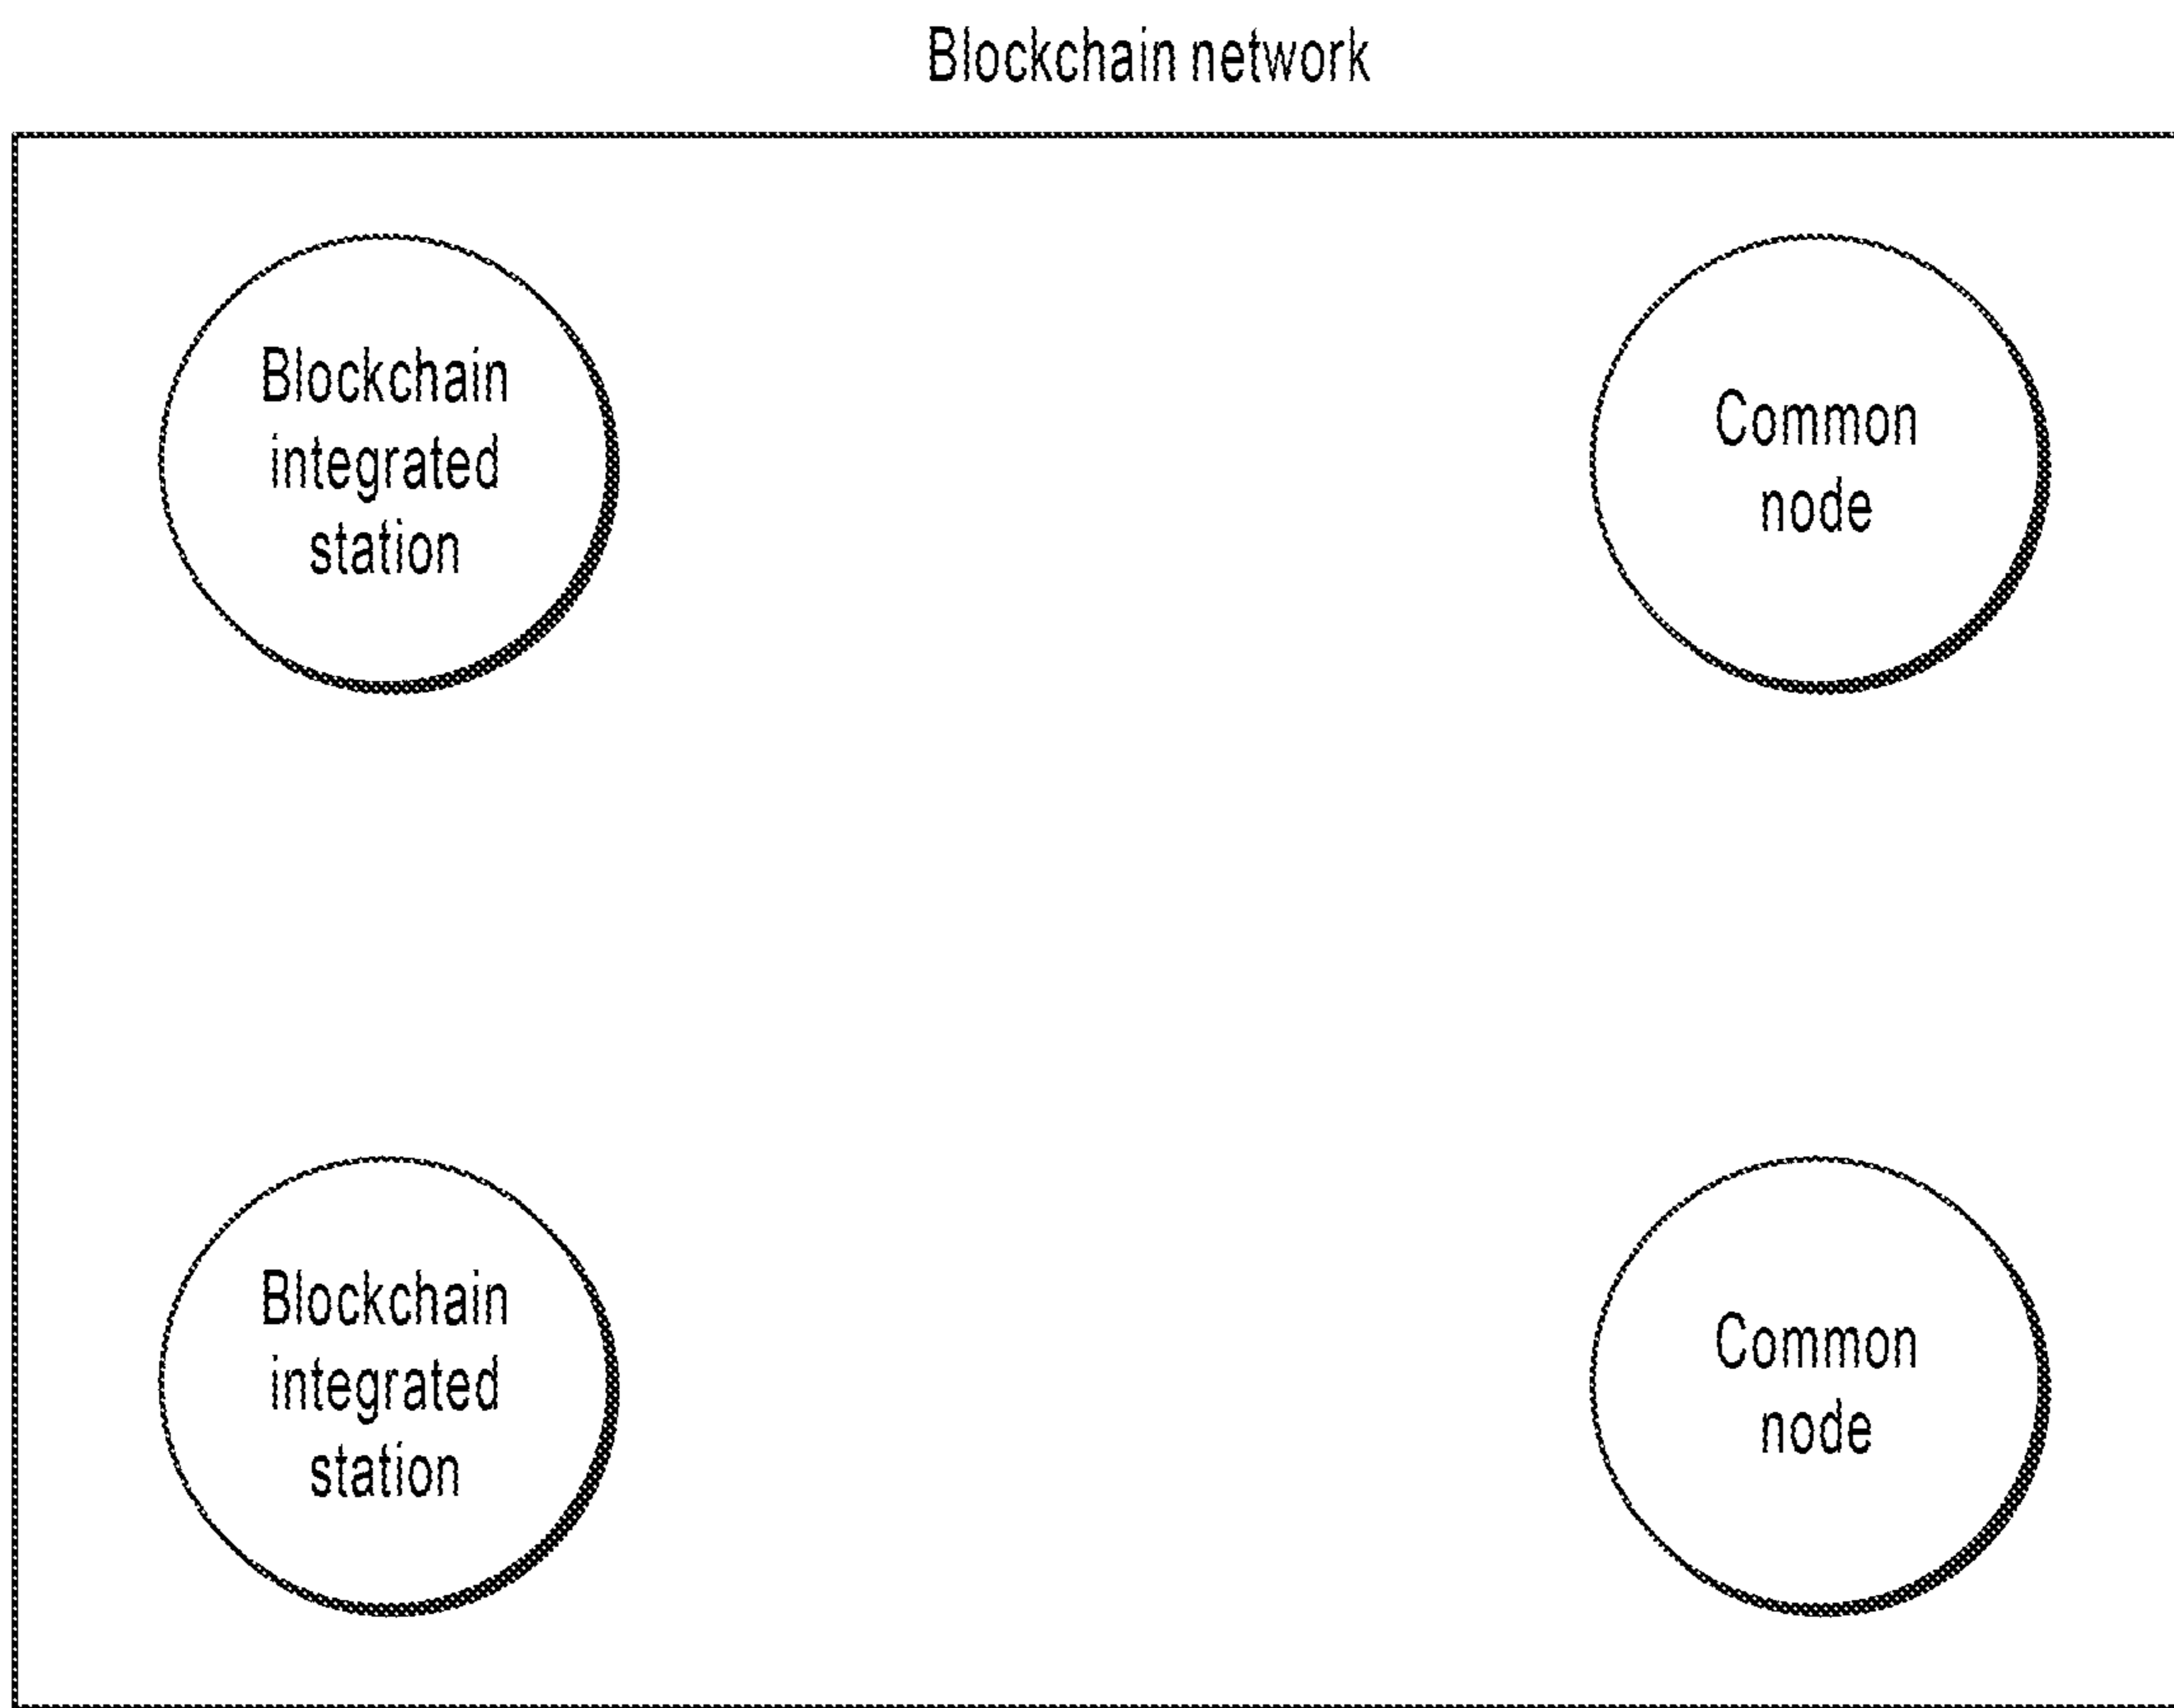 Blockchain network
Blockchain
integrated
station
Common
node
Blockchain
integrated
station
Common
node